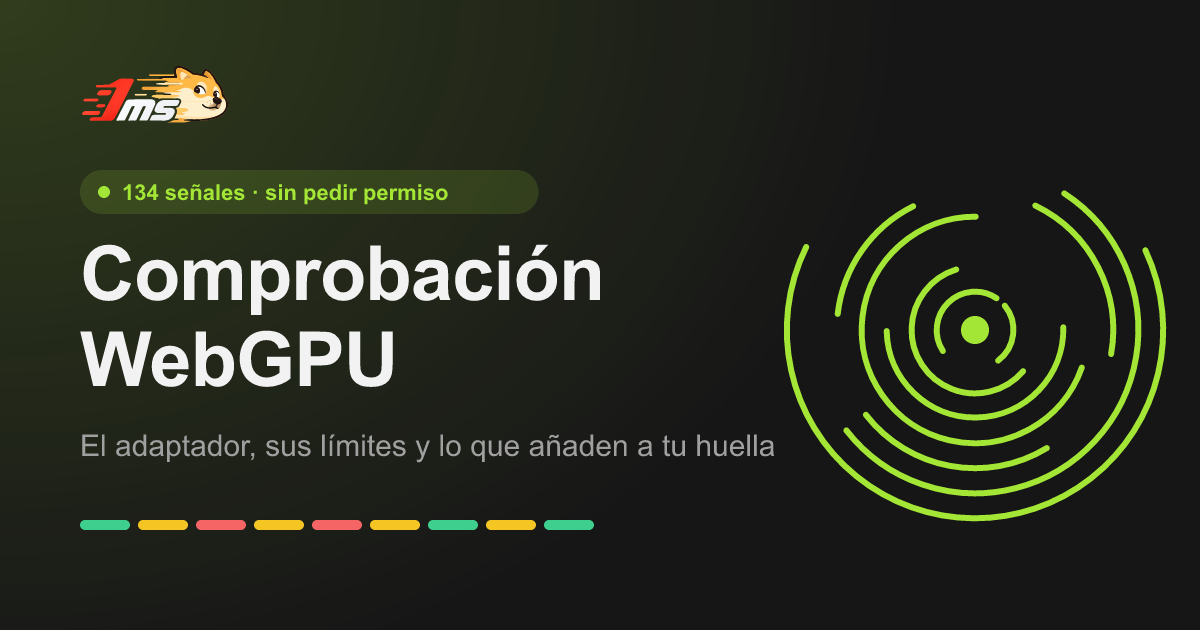 1ms
134 señales · sin pedir permiso
Comprobación
WebGPU
El adaptador, sus límites y lo que añaden a tu huella